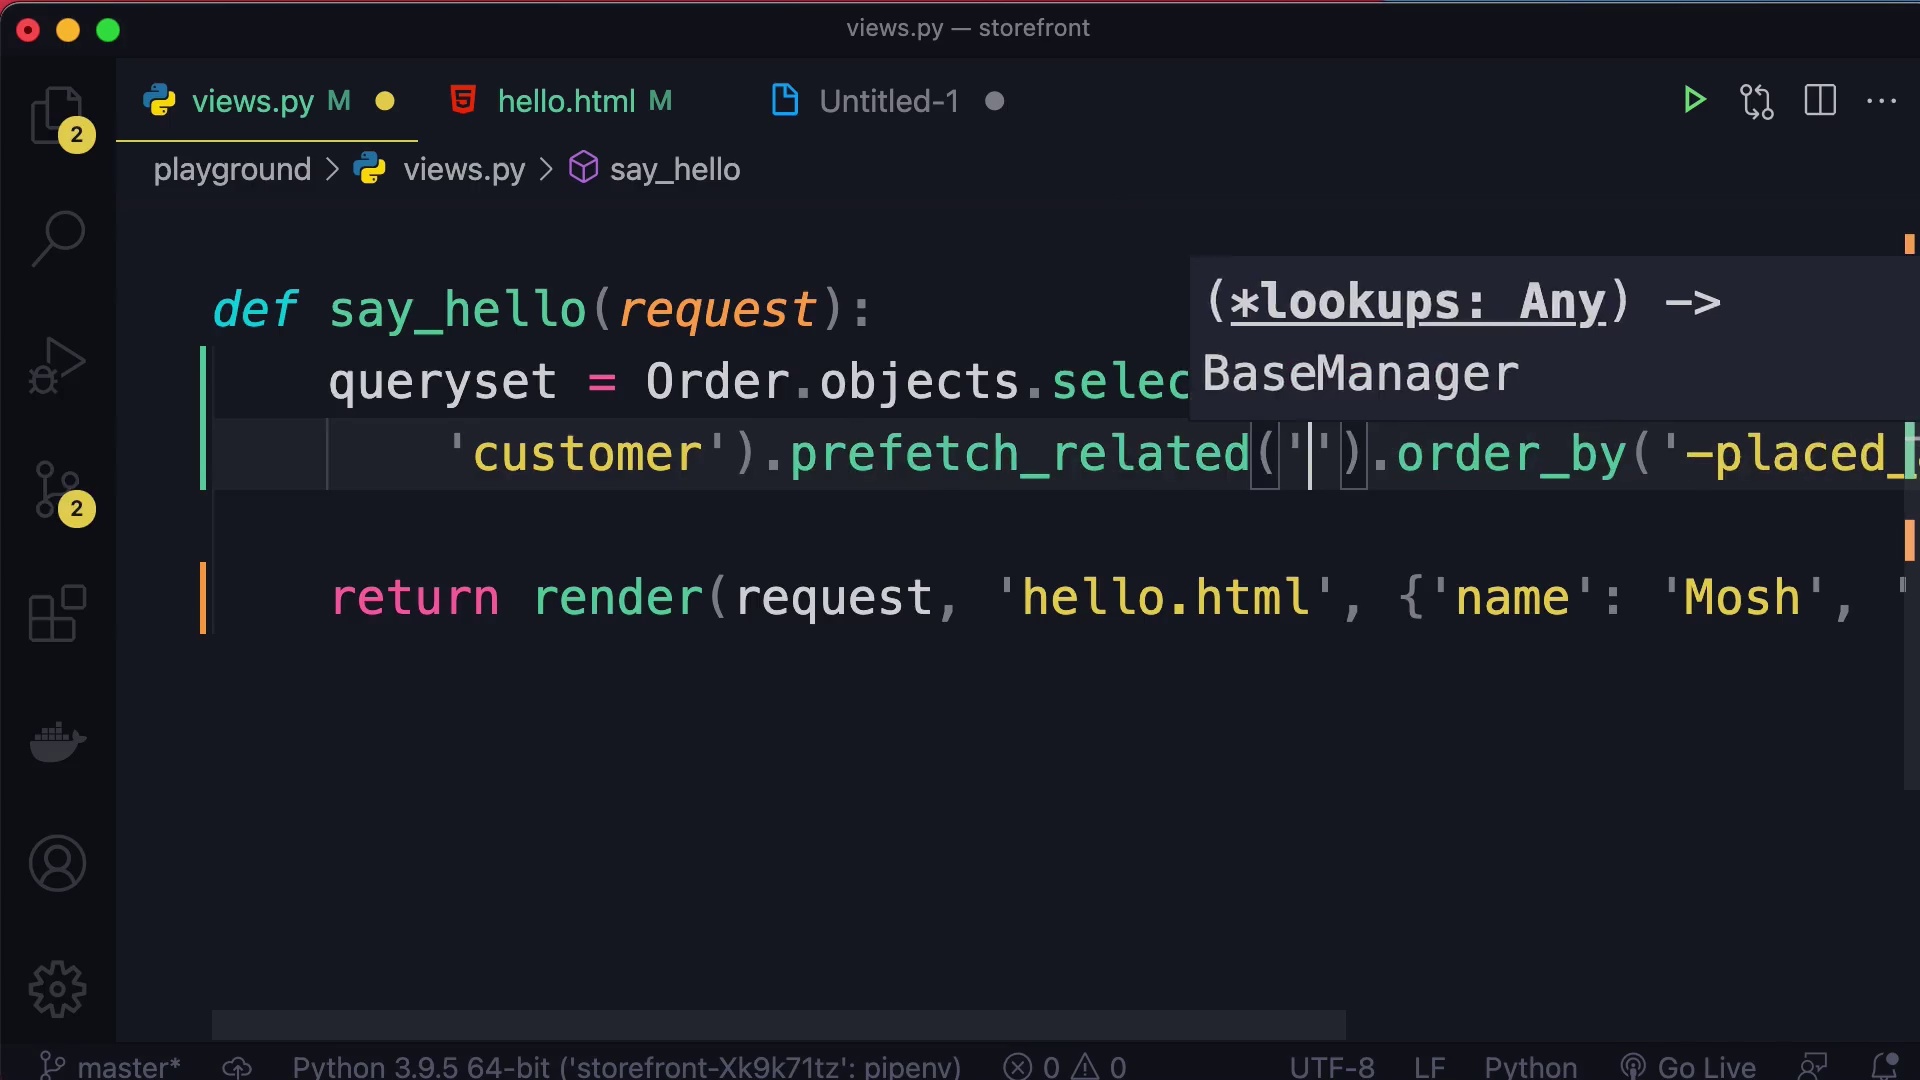 views.py — storefront
views.py M hello.html M Untitled-1
2
playground > views.py > say_hello
def say_hello(request):
(*lookups: Any) ->
BaseManager
queryset = Order.objects.selec
'customer').prefetch_related('').order_by('-placed_
2
return render(request, 'hello.html', {'name': 'Mosh', '
master* Python 3.9.5 64-bit ('storefront-Xk9k71tz': pipenv) 0 0 UTF-8 LF Python Go Live